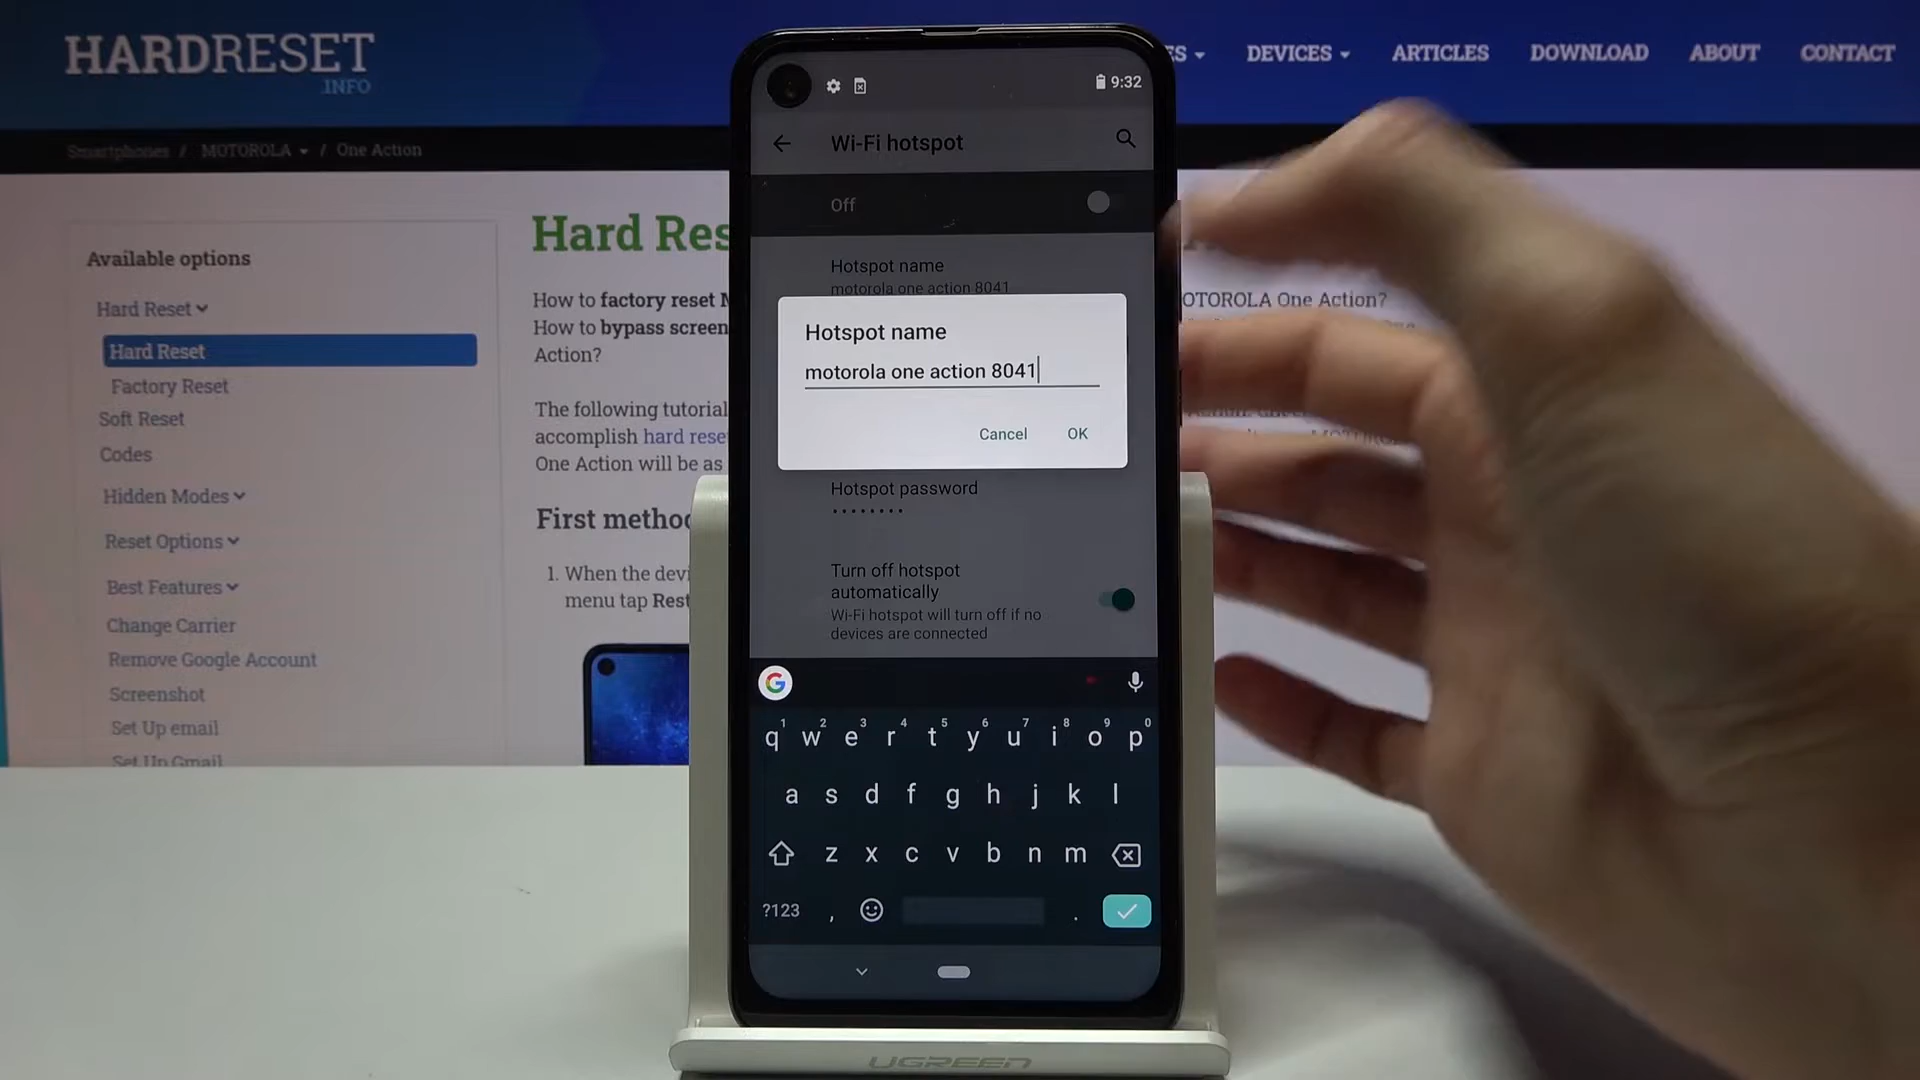 HARDRESET
.INFO
ES
DEVICES
ARTICLES
DOWNLOAD
ABOUT
CONTACT
Smartphones / MOTOROLA / One Action
Available options
Hard Reset
Hard Reset
Factory Reset
Soft Reset
Codes
Hidden Modes
Reset Options
Best Features
Change Carrier
Remove Google Account
Screenshot
Set Up email
Set Up Gmail
Hard Res
How to factory reset M
OTOROLA One Action?
How to bypass screen
Action?
The following tutorial
accomplish hard rese
One Action will be as
First method
1. When the devi
menu tap Rest
9:32
Wi-Fi hotspot
Off
Hotspot name
motorola one action 8041
Hotspot name
motorola one action 8041
Cancel OK
Hotspot password
••••••••
Turn off hotspot
automatically
Wi-Fi hotspot will turn off if no
devices are connected
G
1 2 3 4 5 6 7 8 9 0
q w e r t y u i o p
a s d f g h j k l
z x c v b n m
?123 , .
UGREEN